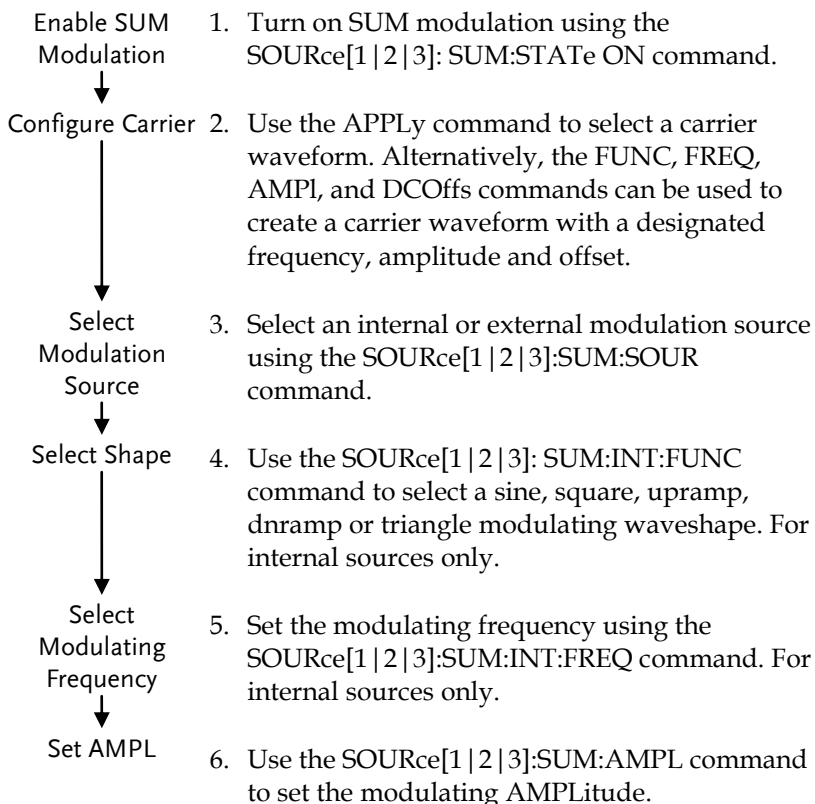 Enable SUM
Modulation
1. Turn on SUM modulation using the
SOURce[1|2|3]: SUM:STATe ON command.
Configure Carrier
2. Use the APPLy command to select a carrier
waveform. Alternatively, the FUNC, FREQ,
AMPl, and DCOffs commands can be used to
create a carrier waveform with a designated
frequency, amplitude and offset.
Select
Modulation
Source
3. Select an internal or external modulation source
using the SOURce[1|2|3]:SUM:SOUR
command.
Select Shape
4. Use the SOURce[1|2|3]: SUM:INT:FUNC
command to select a sine, square, upramp,
dnramp or triangle modulating waveshape. For
internal sources only.
Select
Modulating
Frequency
5. Set the modulating frequency using the
SOURce[1|2|3]:SUM:INT:FREQ command. For
internal sources only.
Set AMPL
6. Use the SOURce[1|2|3]:SUM:AMPL command
to set the modulating AMPLitude.